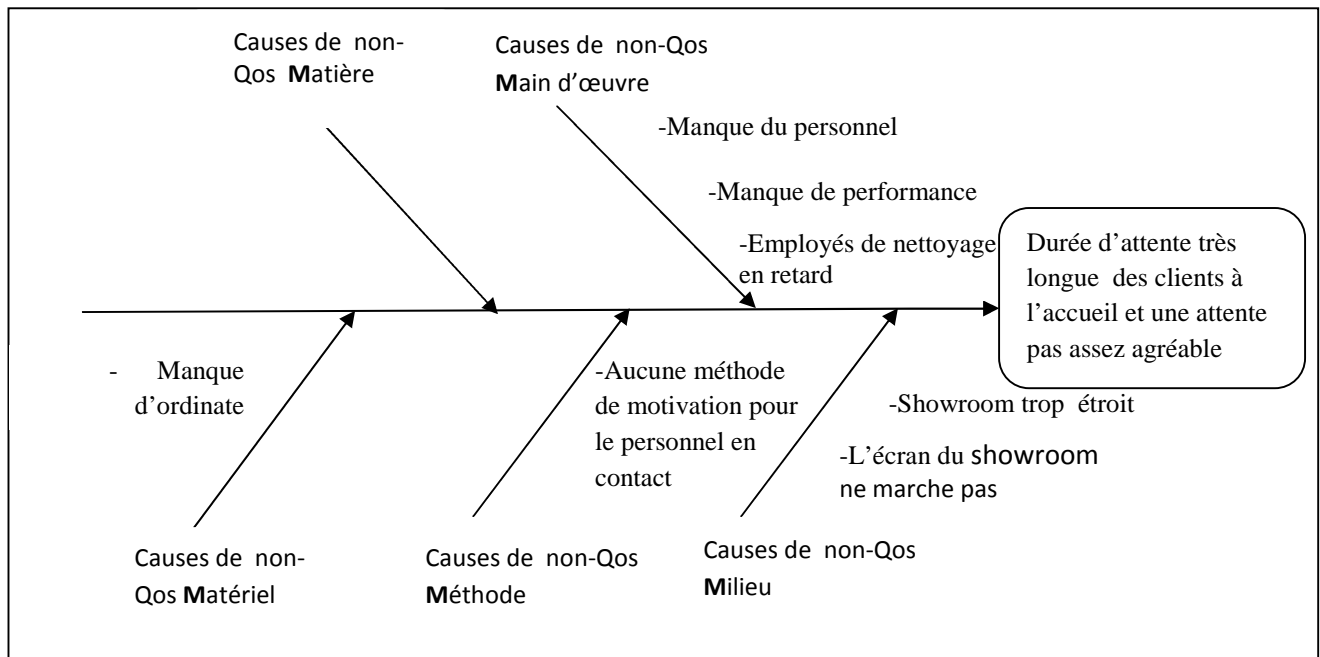 Causes de non-
Qos Matière
Causes de non-Qos
Main d'œuvre
-Manque du personnel
-Manque de performance
-Employés de nettoyage
en retard
Durée d'attente très
longue des clients à
l'accueil et une attente
pas assez agréable
- Manque
d'ordinate
-Aucune méthode
de motivation pour
le personnel en
contact
-Showroom trop étroit
-L'écran du showroom
ne marche pas
Causes de non-
Qos Matériel
Causes de non-Qos
Méthode
Causes de non-Qos
Milieu